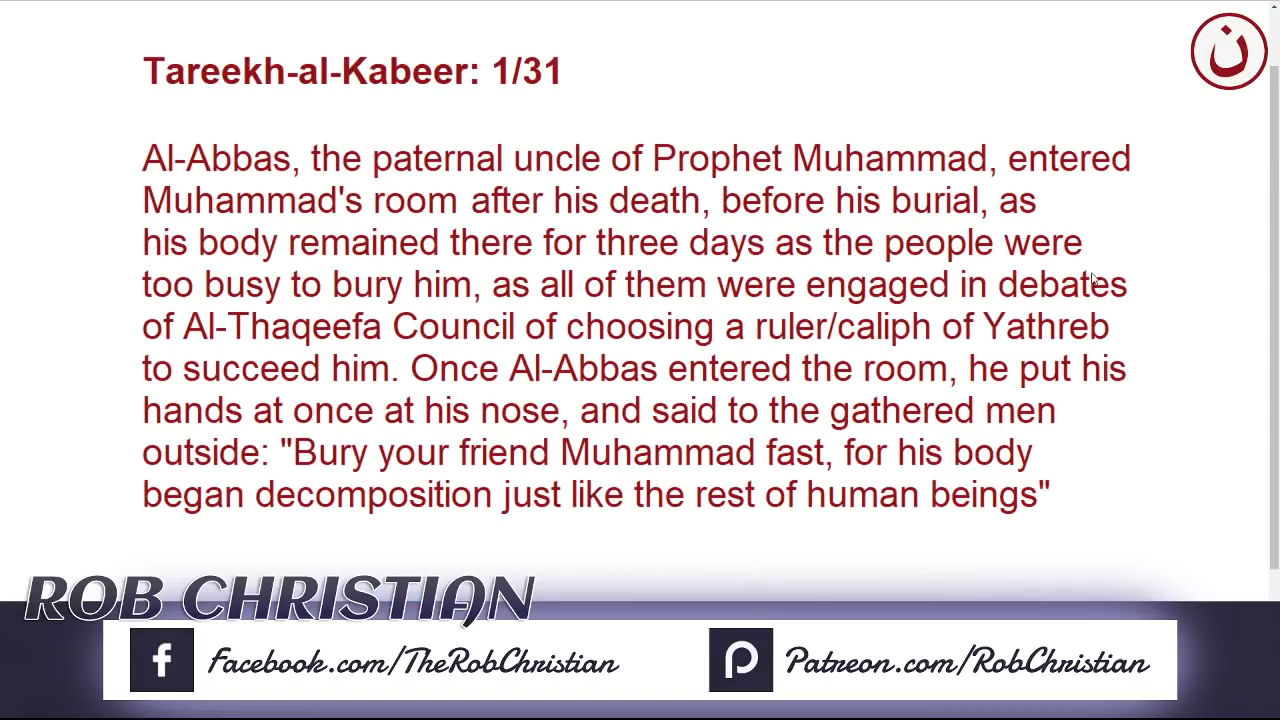 Tareekh-al-Kabeer: 1/31
ن
Al-Abbas, the paternal uncle of Prophet Muhammad, entered
Muhammad's room after his death, before his burial, as
his body remained there for three days as the people were
too busy to bury him, as all of them were engaged in debates
of Al-Thaqeefa Council of choosing a ruler/caliph of Yathreb
to succeed him. Once Al-Abbas entered the room, he put his
hands at once at his nose, and said to the gathered men
outside: "Bury your friend Muhammad fast, for his body
began decomposition just like the rest of human beings"
ROB CHRISTIAN
f Facebook.com/TheRobChristian
P Patreon.com/RobChristian